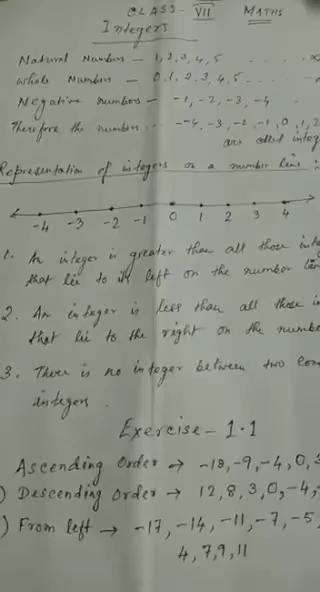 CLASS - VII MATHS
Integers
Natural Numbers - 1, 2, 3, 4, 5 . . . .
Whole Numbers - 0, 1, 2, 3, 4, 5 . . . .
Negative numbers - -1, -2, -3, -4
Therefore the numbers . . . -4, -3, -2, -1, 0, 1, 2
are called
Representation of integers on a number line :
-4 -3 -2 -1 0 1 2 3 4
1. An integer is greater than all those
that lie to its left on the number
2. An integer is less than all those
that lie to the right on the
3. There is no integer between two
integers.
Exercise - 1.1
Ascending Order → -18, -9, -4, 0,
) Descending Order → 12, 8, 3, 0, -4,
) From left → -17, -14, -11, -7, -5,
4, 7, 9, 11